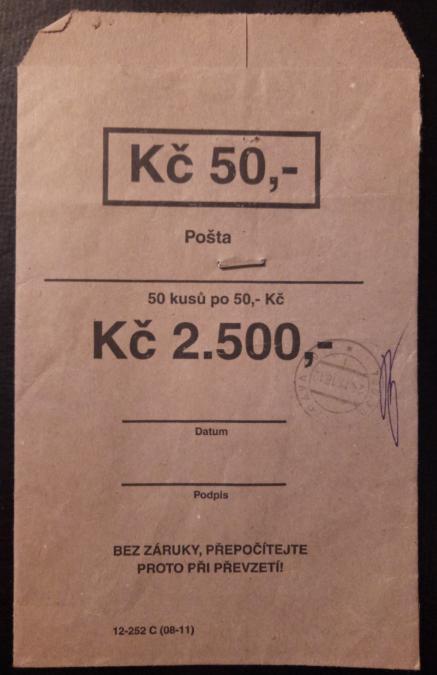 Kč 50,-
Pošta
50 kusů po 50,- Kč
Kč 2.500,-
Datum
Podpis
BEZ ZÁRUKY, PŘEPOČÍTEJTE
PROTO PŘI PŘEVZETÍ!
12-252 C (08-11)